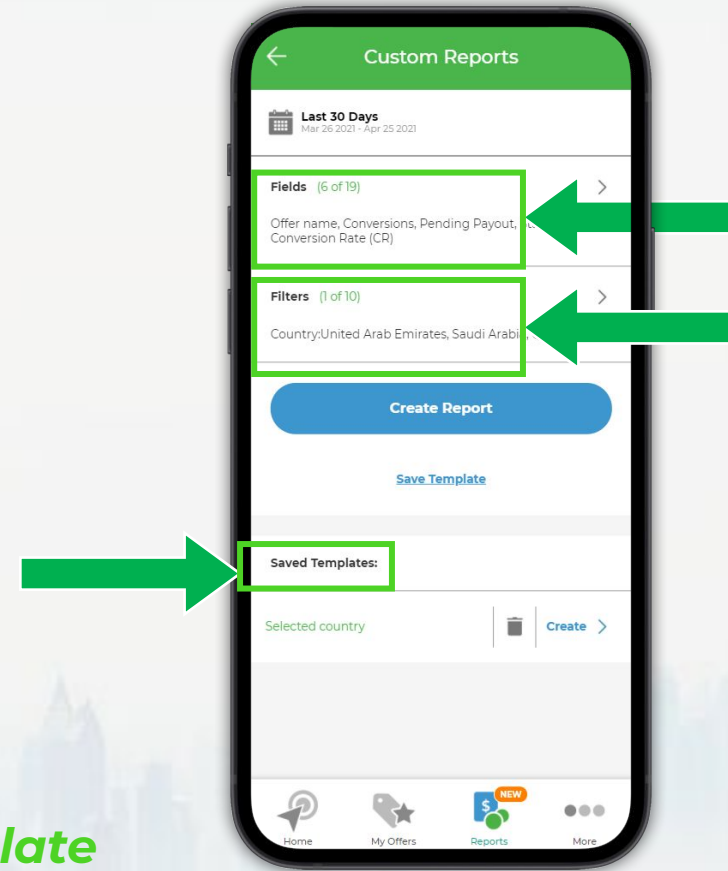 Custom Reports
Last 30 Days
Mar 26 2021 - Apr 25 2021
Fields (6 of 19)
Offer name, Conversions, Pending Payout,
Conversion Rate (CR)
Filters (1 of 10)
Country:United Arab Emirates, Saudi Arabia,
Create Report
Save Template
Saved Templates:
Selected country
Create
NEW
Home
My Offers
Reports
More
late